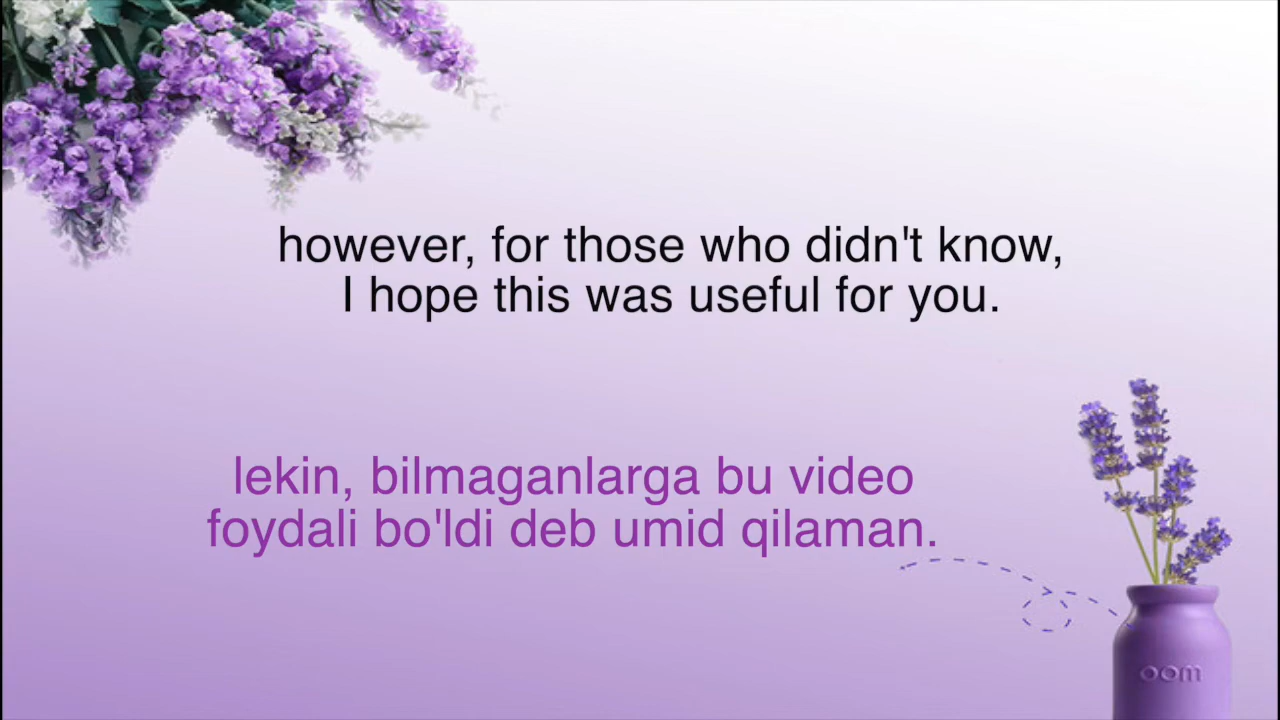 however, for those who didn't know,
I hope this was useful for you.
lekin, bilmaganlarga bu video
foydali bo'ldi deb umid qilaman.
oom